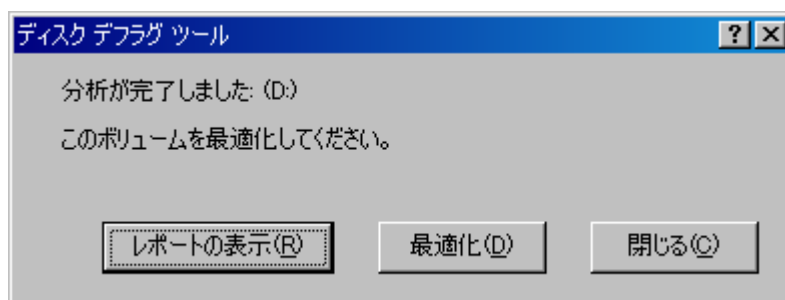 ディスク デフラグ ツール
分析が完了しました: (D:)
このボリュームを最適化してください。
レポートの表示(R) 最適化(D) 閉じる(C)